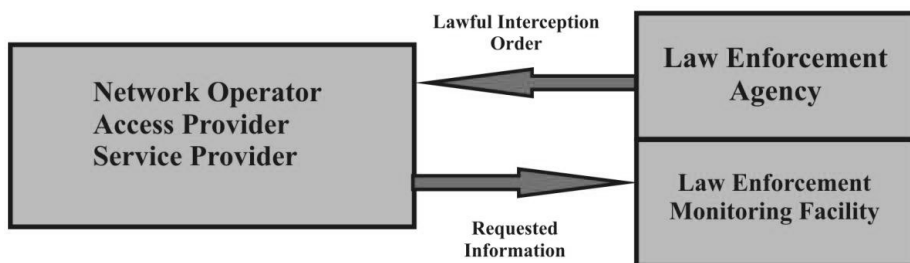 Lawful Interception
Order
Network Operator
Access Provider
Service Provider
Law Enforcement
Agency
Law Enforcement
Monitoring Facility
Requested
Information